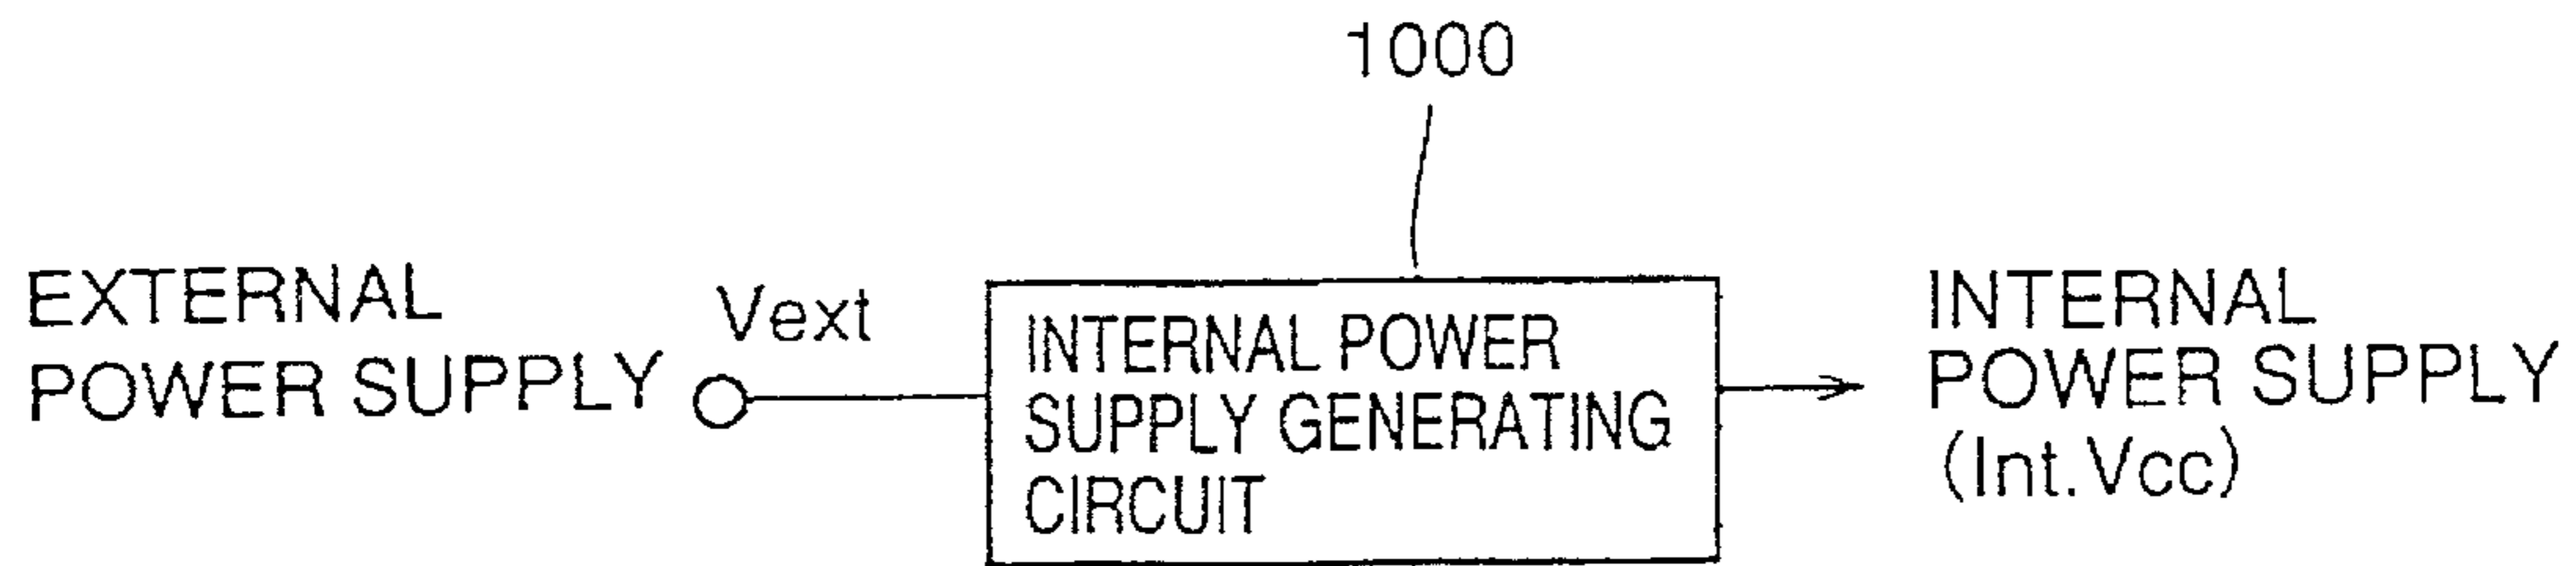 1000
EXTERNAL
POWER SUPPLY
Vext
INTERNAL POWER
SUPPLY GENERATING
CIRCUIT
INTERNAL
POWER SUPPLY
(Int.Vcc)